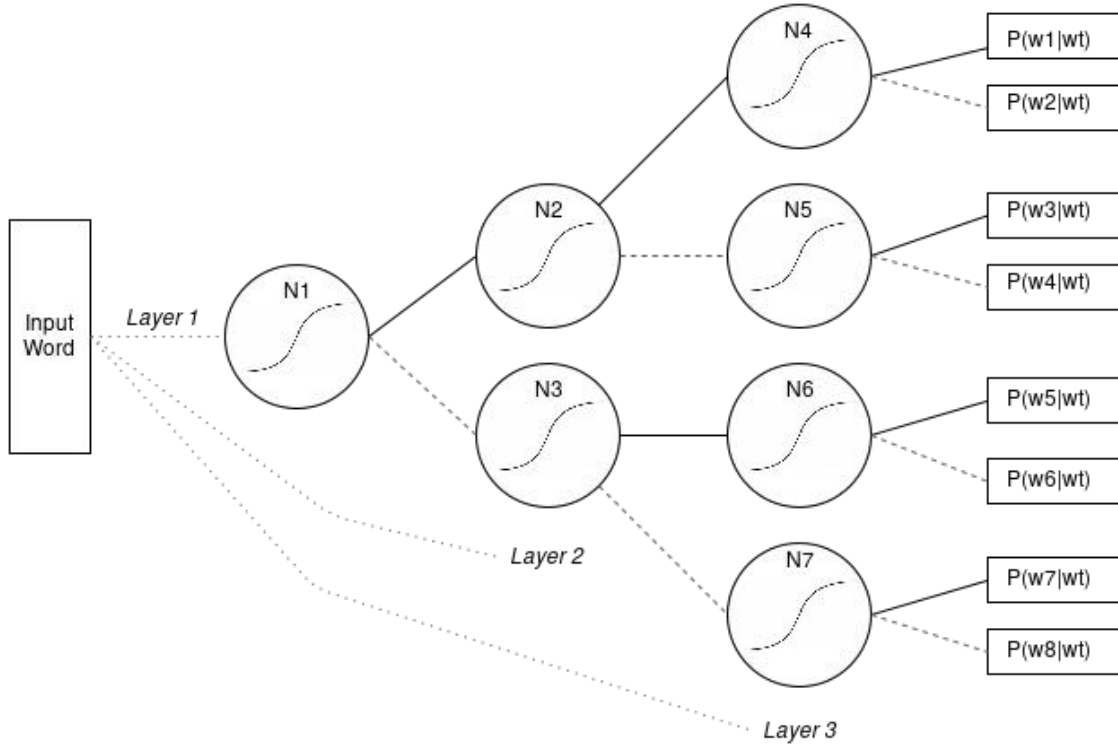 N4
P(w1|wt)
P(w2|wt)
N2
N5
P(w3|wt)
P(w4|wt)
N1
Input
Word
Layer 1
N3
N6
P(w5|wt)
P(w6|wt)
Layer 2
N7
P(w7|wt)
P(w8|wt)
Layer 3